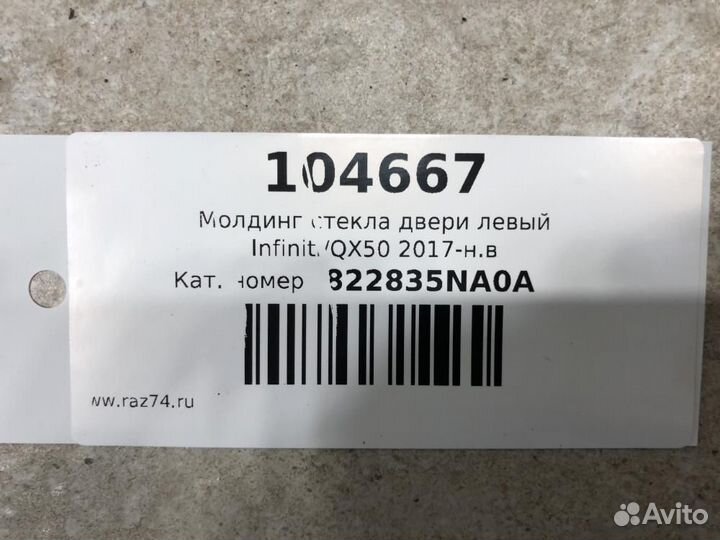 104667
Молдинг стекла двери левый
Infiniti/QX50 2017-н.в
Кат. номер 822835NA0A
ww.raz74.ru
Avito